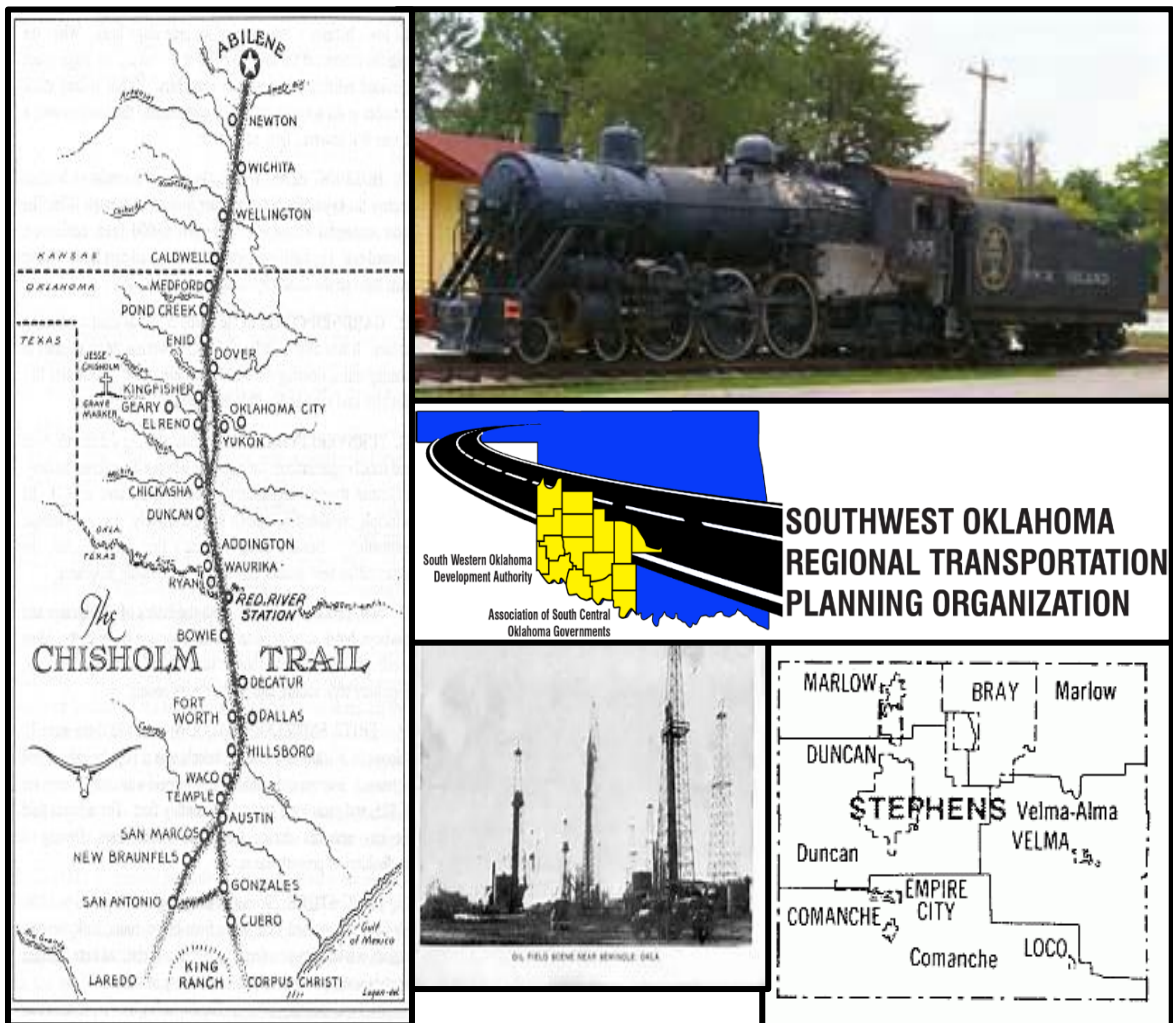 ABILENE
NEWTON
WICHITA
WELLINGTON
KANSAS
CALDWELL
OKLAHOMA
MEDFORD
POND CREEK
TEXAS
ENID
DOVER
JESSE
CHISHOLM
KINGFISHER
GRAVE
MARKER
GEARY
OKLAHOMA CITY
EL RENO
YUKON
CHICKASHA
DUNCAN
OKLA.
TEXAS
ADDINGTON
WAURIKA
RYAN
RED RIVER
STATION
The
BOWIE
CHISHOLM TRAIL
DECATUR
FORT
WORTH
DALLAS
HILLSBORO
WACO
TEMPLE
AUSTIN
SAN MARCOS
NEW BRAUNFELS
GONZALES
SAN ANTONIO
CUERO
Rio Grande
Gulf
of Mexico
LAREDO
KING
RANCH
CORPUS CHRISTI
ROCK ISLAND
South Western Oklahoma
Development Authority
Association of South Central
Oklahoma Governments
SOUTHWEST OKLAHOMA
REGIONAL TRANSPORTATION
PLANNING ORGANIZATION
OIL FIELD SCENE NEAR SEMINOLE, OKLA.
MARLOW
BRAY
Marlow
DUNCAN
STEPHENS
Velma-Alma
VELMA
Duncan
EMPIRE
CITY
COMANCHE
LOCO
Comanche